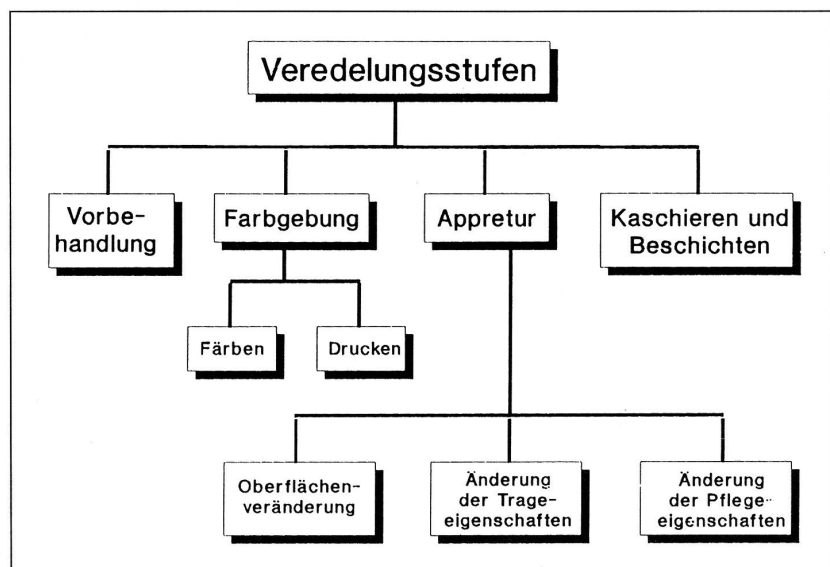 Veredelungsstufen
Vorbe-
handlung
Farbgebung
Appretur
Kaschieren und
Beschichten
Färben
Drucken
Oberflächen-
veränderung
Änderung
der Trage-
eigenschaften
Änderung
der Pflege-
eigenschaften